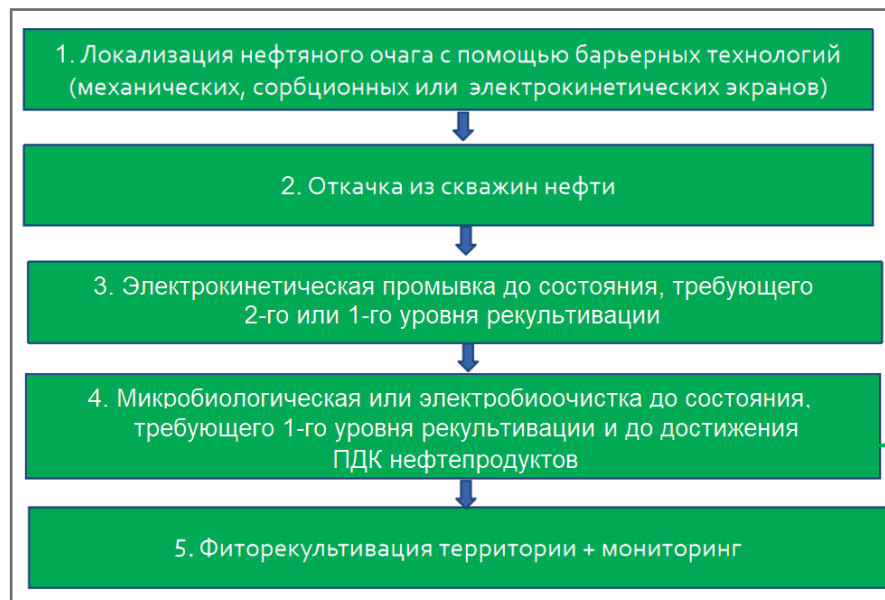 1. Локализация нефтяного очага с помощью барьерных технологий
(механических, сорбционных или электрокинетических экранов)
2. Откачка из скважин нефти
3. Электрокинетическая промывка до состояния, требующего
2-го или 1-го уровня рекультивации
4. Микробиологическая или электробиоочистка до состояния,
требующего 1-го уровня рекультивации и до достижения
ПДК нефтепродуктов
5. Фиторекультивация территории + мониторинг